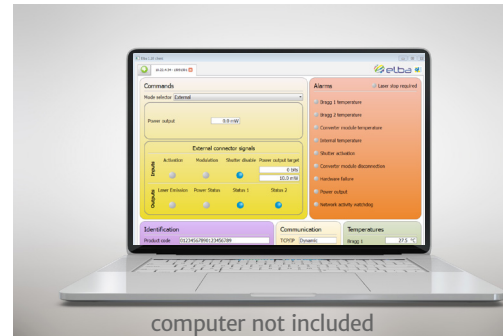 elba
Commands
Alarms
Laser stop required
Mode selector External
Bragg 1 temperature
Bragg 2 temperature
Power output
0.0 mW
Converter module temperature
Internal temperature
External connector signals
Shutter activation
Inputs
Activation
Modulation
Shutter disable
Power output target
Converter module disconnection
0 bits
10.0 mW
Hardware failure
Outputs
Laser Emission
Power Status
Status 1
Status 2
Power output
Network activity watchdog
Identification
Communication
Temperatures
Product code 01234567890123456789
TCP/IP Dynamic
Bragg 1
27.5 °C
computer not included